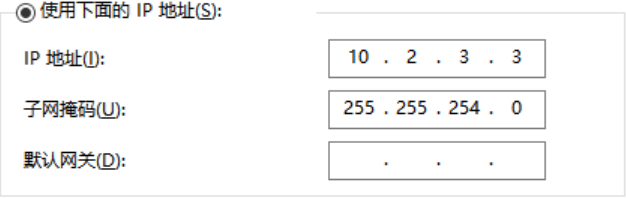 使用下面的 IP 地址(S):
IP 地址(I): 10 . 2 . 3 . 3
子网掩码(U): 255 . 255 . 254 . 0
默认网关(D): . . .